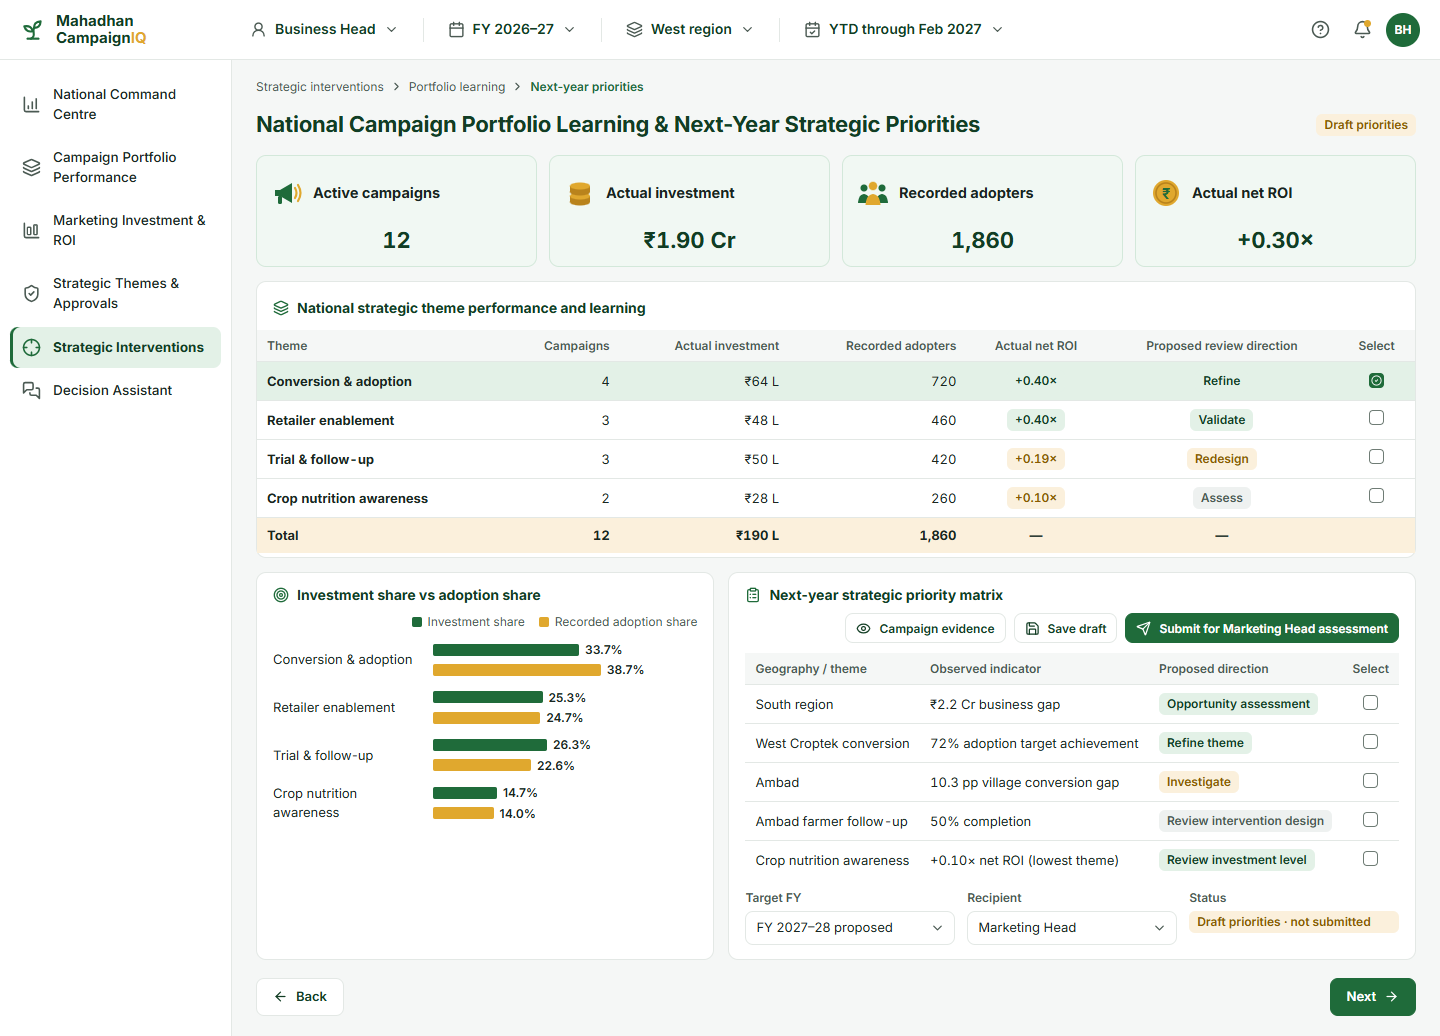 Mahadhan
CampaignIQ
Business Head
FY 2026–27
West region
YTD through Feb 2027
BH
National Command
Centre
Campaign Portfolio
Performance
Marketing Investment &
ROI
Strategic Themes &
Approvals
Strategic Interventions
Decision Assistant
Strategic interventions > Portfolio learning > Next-year priorities
National Campaign Portfolio Learning & Next-Year Strategic Priorities
Draft priorities
Active campaigns
12
Actual investment
₹1.90 Cr
Recorded adopters
1,860
₹
Actual net ROI
+0.30×
National strategic theme performance and learning
Theme Campaigns Actual investment Recorded adopters Actual net ROI Proposed review direction Select
Conversion & adoption 4 ₹64 L 720 +0.40× Refine
Retailer enablement 3 ₹48 L 460 +0.40× Validate
Trial & follow-up 3 ₹50 L 420 +0.19× Redesign
Crop nutrition awareness 2 ₹28 L 260 +0.10× Assess
Total 12 ₹190 L 1,860 — —
Investment share vs adoption share
Investment share Recorded adoption share
Conversion & adoption
33.7%
38.7%
Retailer enablement
25.3%
24.7%
Trial & follow-up
26.3%
22.6%
Crop nutrition
awareness
14.7%
14.0%
Next-year strategic priority matrix
Campaign evidence
Save draft
Submit for Marketing Head assessment
Geography / theme Observed indicator Proposed direction Select
South region ₹2.2 Cr business gap Opportunity assessment
West Croptek conversion 72% adoption target achievement Refine theme
Ambad 10.3 pp village conversion gap Investigate
Ambad farmer follow-up 50% completion Review intervention design
Crop nutrition awareness +0.10× net ROI (lowest theme) Review investment level
Target FY Recipient Status
FY 2027–28 proposed Marketing Head Draft priorities · not submitted
Back
Next